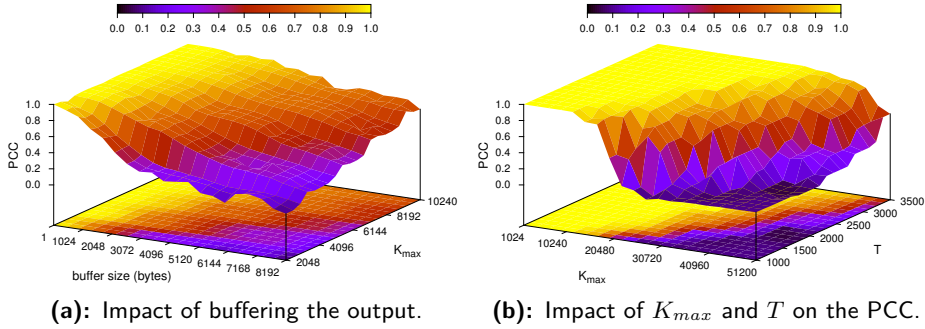 0.0 0.1 0.2 0.3 0.4 0.5 0.6 0.7 0.8 0.9 1.0
1.0
0.8
0.6
0.4
0.2
0.0
PCC
1 1024 2048 3072 4096 5120 6144 7168 8192
buffer size (bytes)
2048 4096 6144 8192 10240
K_max
(a): Impact of buffering the output.
0.0 0.1 0.2 0.3 0.4 0.5 0.6 0.7 0.8 0.9 1.0
1.0
0.8
0.6
0.4
0.2
0.0
PCC
1024 10240 20480 30720 40960 51200
K_max
1000 1500 2000 2500 3000 3500
T
(b): Impact of K_max and T on the PCC.